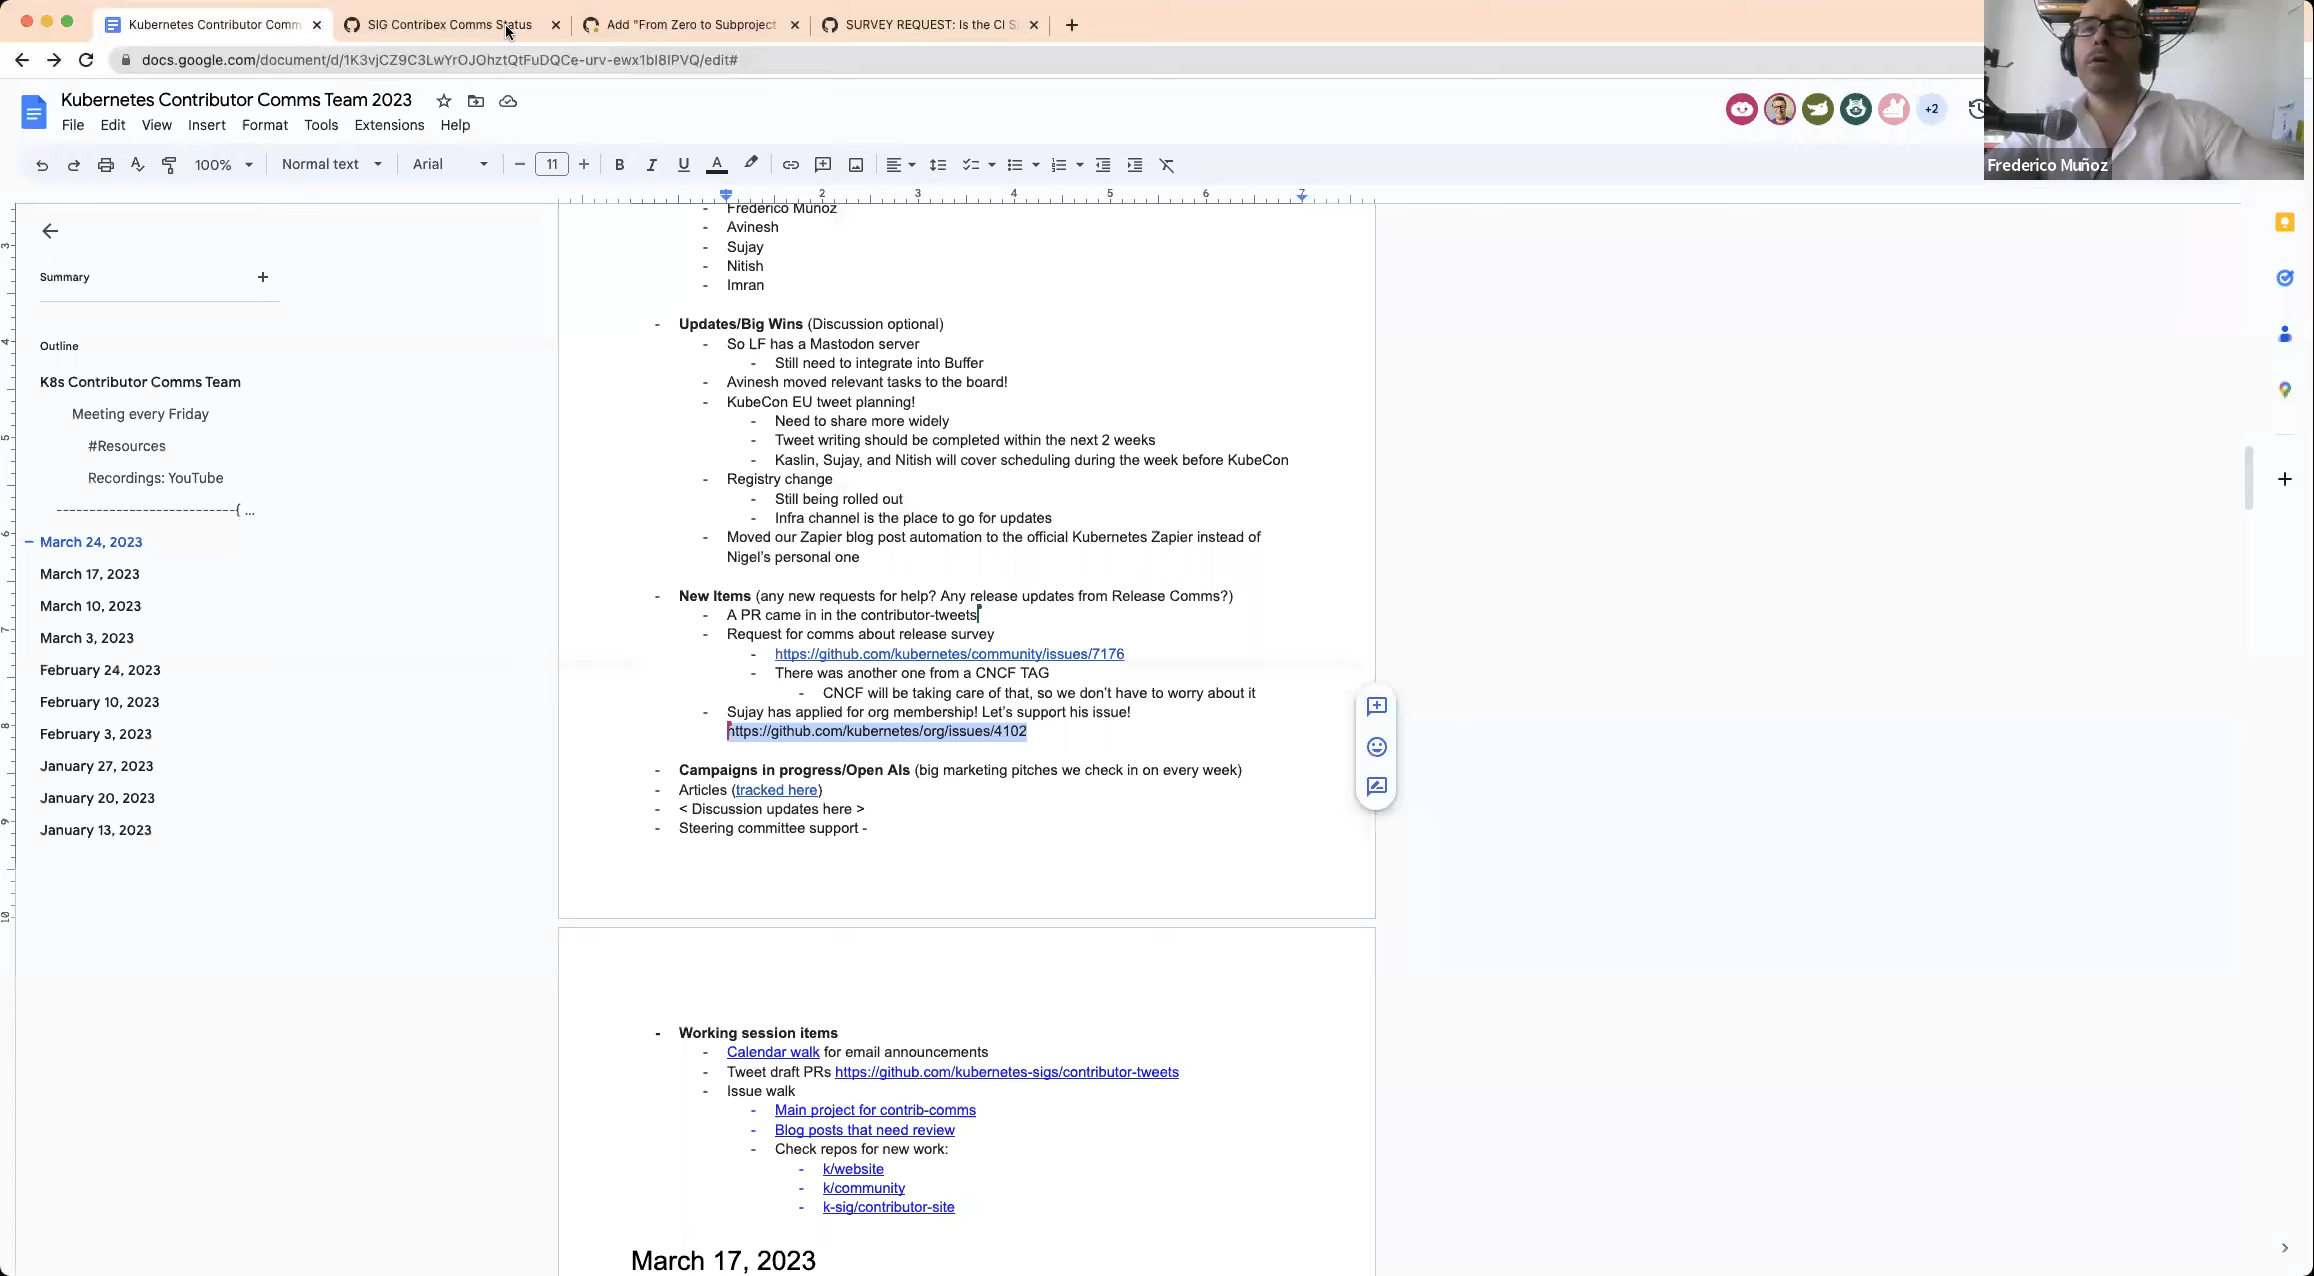 Kubernetes Contributor Comm
SIG Contribex Comms Status
Add "From Zero to Subproject
SURVEY REQUEST: Is the CI S
docs.google.com/document/d/1K3vjCZ9C3LwYrOJOhztQtFuDQCe-urv-ewx1bI8IPVQ/edit#
Kubernetes Contributor Comms Team 2023
File Edit View Insert Format Tools Extensions Help
+2
Frederico Muñoz
100% Normal text Arial 11
2 3 4 5 6 7
Summary
Outline
K8s Contributor Comms Team
Meeting every Friday
#Resources
Recordings: YouTube
---------------------------{ ...
March 24, 2023
March 17, 2023
March 10, 2023
March 3, 2023
February 24, 2023
February 10, 2023
February 3, 2023
January 27, 2023
January 20, 2023
January 13, 2023
- Frederico Muñoz
- Avinesh
- Sujay
- Nitish
- Imran
- Updates/Big Wins (Discussion optional)
- So LF has a Mastodon server
- Still need to integrate into Buffer
- Avinesh moved relevant tasks to the board!
- KubeCon EU tweet planning!
- Need to share more widely
- Tweet writing should be completed within the next 2 weeks
- Kaslin, Sujay, and Nitish will cover scheduling during the week before KubeCon
- Registry change
- Still being rolled out
- Infra channel is the place to go for updates
- Moved our Zapier blog post automation to the official Kubernetes Zapier instead of
Nigel's personal one
- New Items (any new requests for help? Any release updates from Release Comms?)
- A PR came in in the contributor-tweets
- Request for comms about release survey
- https://github.com/kubernetes/community/issues/7176
- There was another one from a CNCF TAG
- CNCF will be taking care of that, so we don't have to worry about it
- Sujay has applied for org membership! Let's support his issue!
https://github.com/kubernetes/org/issues/4102
- Campaigns in progress/Open AIs (big marketing pitches we check in on every week)
- Articles (tracked here)
- < Discussion updates here >
- Steering committee support -
- Working session items
- Calendar walk for email announcements
- Tweet draft PRs https://github.com/kubernetes-sigs/contributor-tweets
- Issue walk
- Main project for contrib-comms
- Blog posts that need review
- Check repos for new work:
- k/website
- k/community
- k-sig/contributor-site
March 17, 2023
3
4
5
6
7
8
9
10